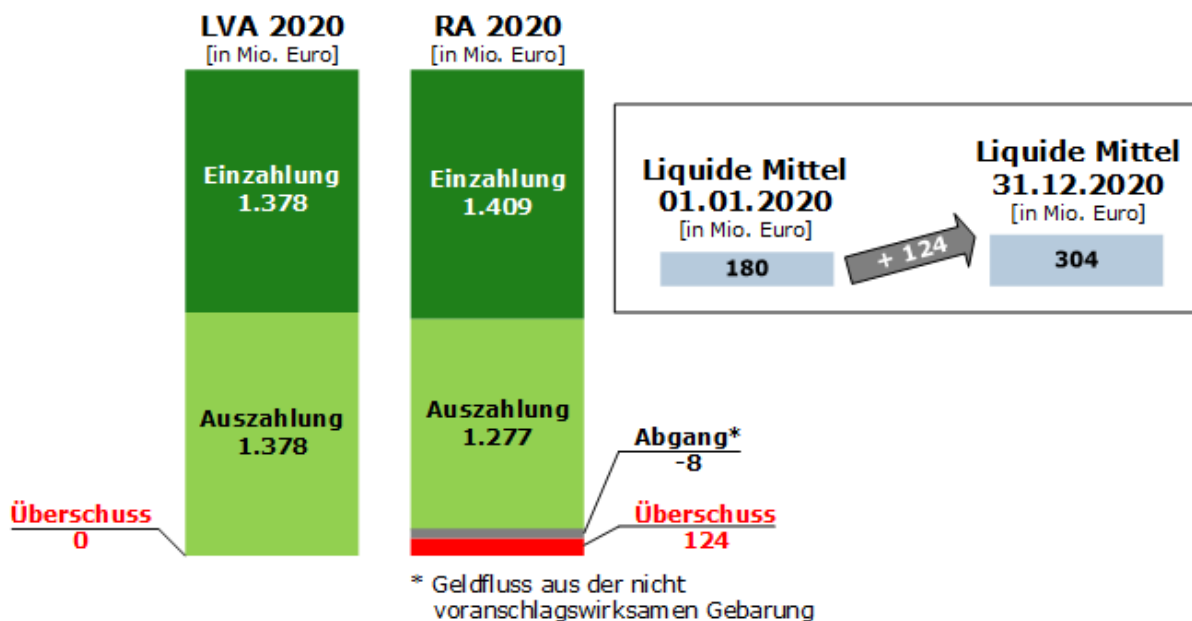 LVA 2020
[in Mio. Euro]
Einzahlung
1.378
Auszahlung
1.378
Überschuss
0
RA 2020
[in Mio. Euro]
Einzahlung
1.409
Auszahlung
1.277
Abgang*
-8
Überschuss
124
* Geldfluss aus der nicht
voranschlagswirksamen Gebarung
Liquide Mittel
01.01.2020
[in Mio. Euro]
180
+ 124
Liquide Mittel
31.12.2020
[in Mio. Euro]
304